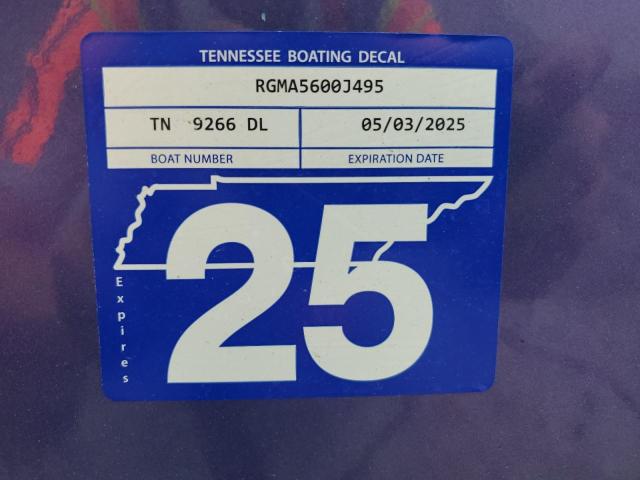 TENNESSEE BOATING DECAL
RGMA5600J495
TN 9266 DL 05/03/2025
BOAT NUMBER EXPIRATION DATE
25
Expires